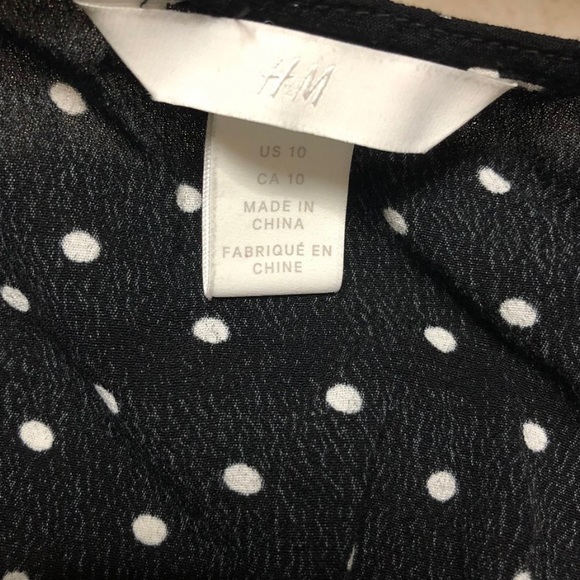 H&M
US 10
CA 10
MADE IN
CHINA
FABRIQUÉ EN
CHINE